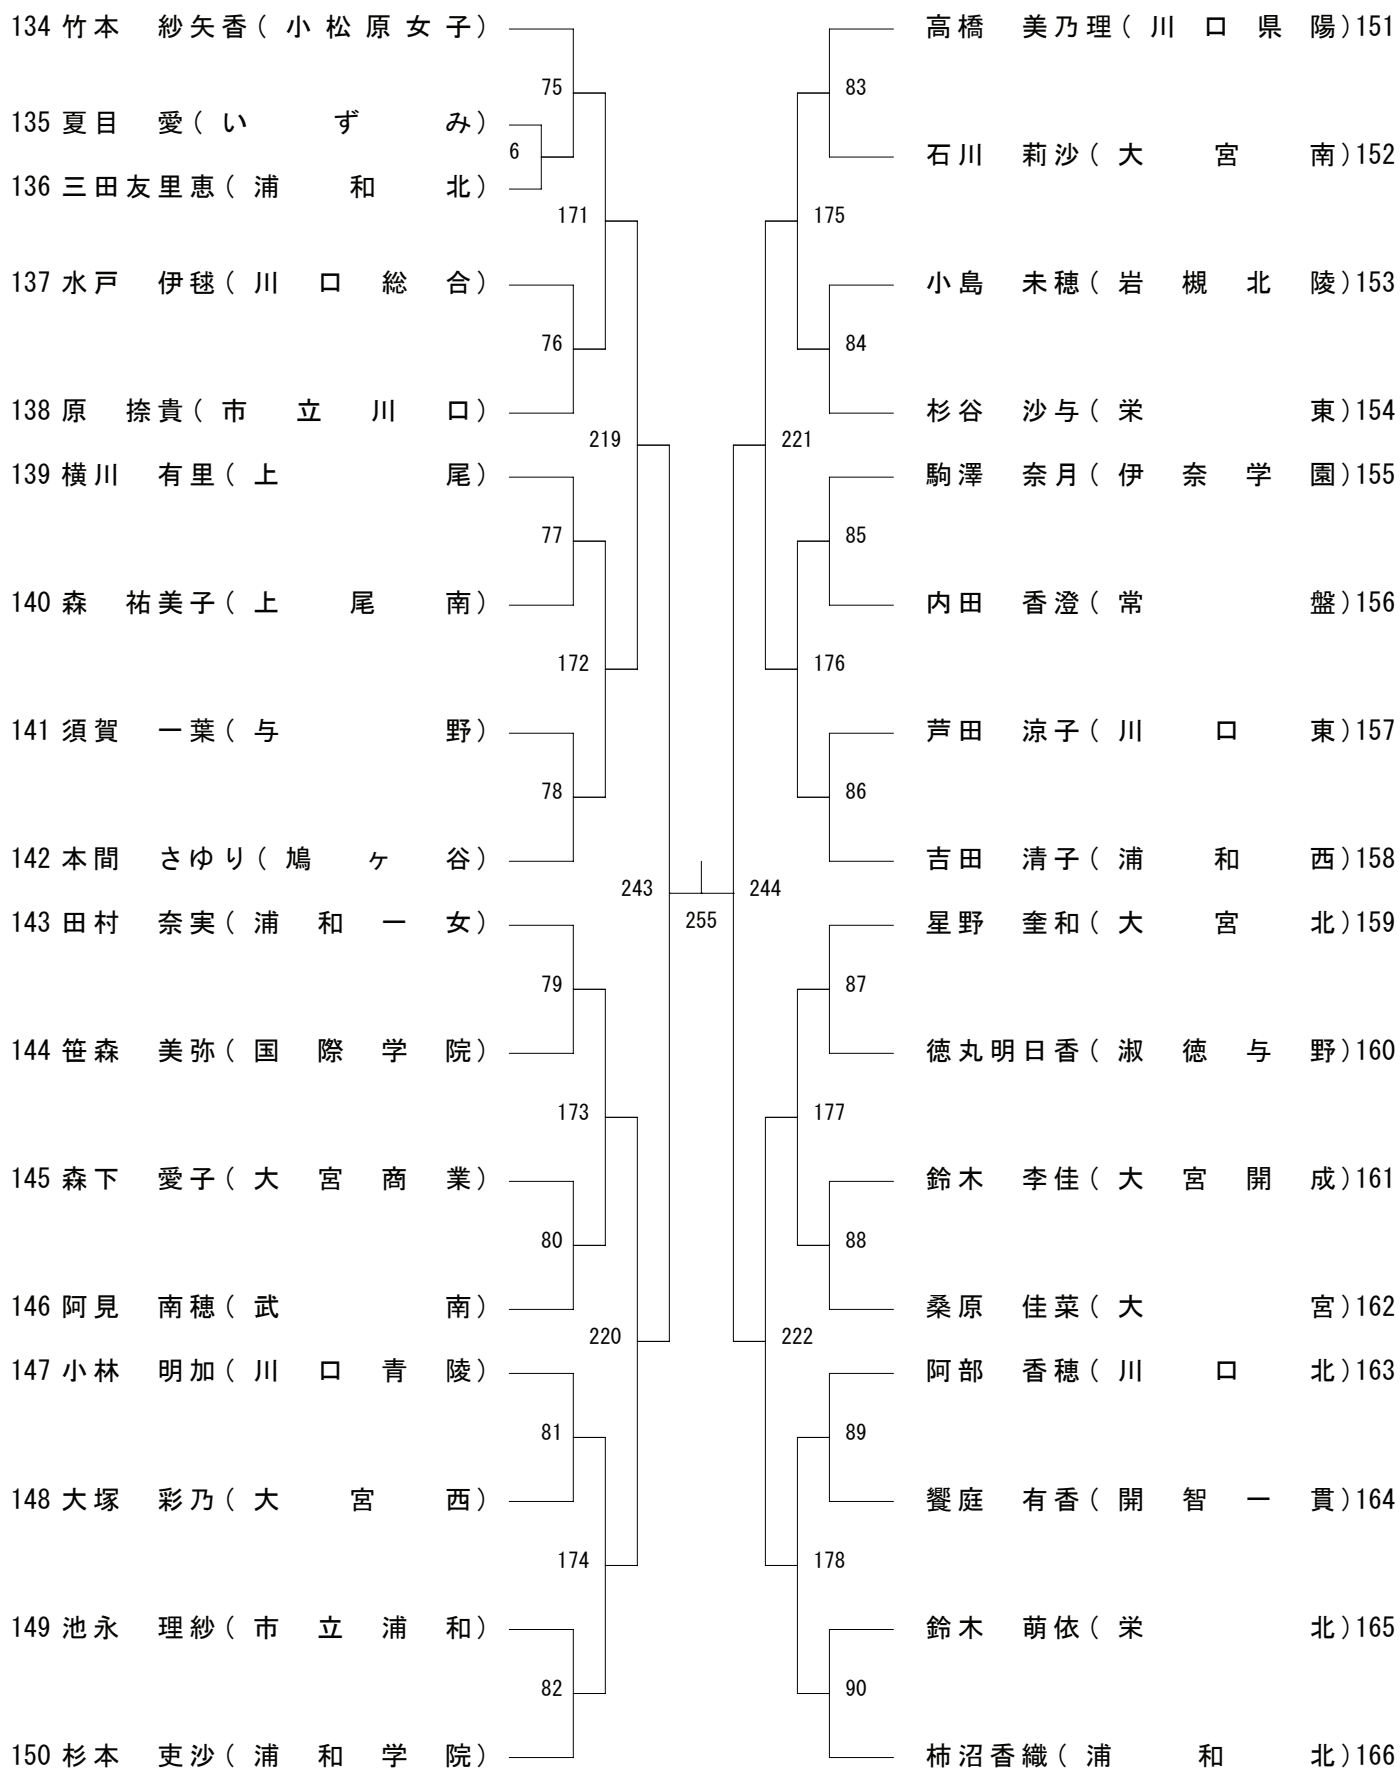 134 竹本 紗矢香(小松原女子)
75
135 夏目 愛(いずみ)
6
136 三田友里恵(浦和北)
171
137 水戸 伊毬(川口総合)
76
138 原 捺貴(市立川口)
219
139 横川 有里(上尾)
77
140 森 祐美子(上尾南)
172
141 須賀 一葉(与野)
78
142 本間 さゆり(鳩ヶ谷)
243
143 田村 奈実(浦和一女)
79
144 笹森 美弥(国際学院)
173
145 森下 愛子(大宮商業)
80
146 阿見 南穂(武南)
220
147 小林 明加(川口青陵)
81
148 大塚 彩乃(大宮西)
174
149 池永 理紗(市立浦和)
82
150 杉本 吏沙(浦和学院)
255
高橋 美乃理(川口県陽)151
83
石川 莉沙(大宮南)152
175
小島 未穂(岩槻北陵)153
84
杉谷 沙与(栄東)154
221
駒澤 奈月(伊奈学園)155
85
内田 香澄(常盤)156
176
芦田 涼子(川口東)157
86
吉田 清子(浦和西)158
244
星野 奎和(大宮北)159
87
徳丸明日香(淑徳与野)160
177
鈴木 李佳(大宮開成)161
88
桑原 佳菜(大宮)162
222
阿部 香穂(川口北)163
89
饗庭 有香(開智一貫)164
178
鈴木 萌依(栄北)165
90
柿沼香織(浦和北)166